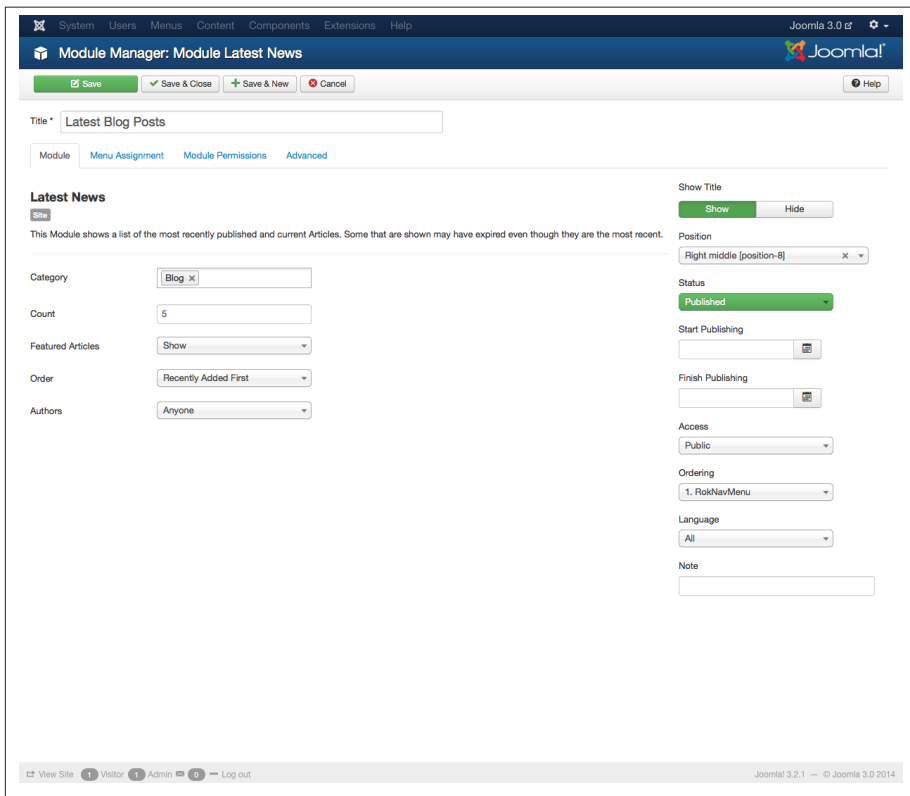 System Users Menus Content Components Extensions Help Joomla 3.0
Module Manager: Module Latest News Joomla!®
Save Save & Close Save & New Cancel Help
Title * Latest Blog Posts
Module Menu Assignment Module Permissions Advanced
Latest News
Site
This Module shows a list of the most recently published and current Articles. Some that are shown may have expired even though they are the most recent.
Category Blog
Count 5
Featured Articles Show
Order Recently Added First
Authors Anyone
Show Title
Show Hide
Position
Right middle [position-8]
Status
Published
Start Publishing
Finish Publishing
Access
Public
Ordering
1. RokNavMenu
Language
All
Note
View Site 1 Visitor 1 Admin 0 Log out Joomla! 3.2.1 — © Joomla 3.0 2014